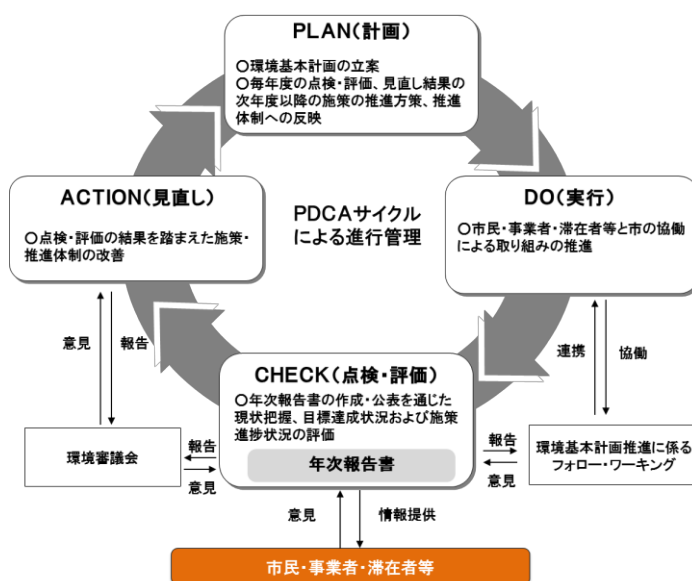 PLAN(計画)
○環境基本計画の立案
○毎年度の点検・評価、見直し結果の
次年度以降の施策の推進方策、推進
体制への反映
ACTION(見直し)
○点検・評価の結果を踏まえた施策・
推進体制の改善
PDCAサイクル
による進行管理
DO(実行)
○市民・事業者・滞在者等と市の協働
による取り組みの推進
意見
報告
連携
協働
CHECK(点検・評価)
○年次報告書の作成・公表を通じた
現状把握、目標達成状況および施策
進捗状況の評価
年次報告書
環境審議会
報告
意見
報告
意見
環境基本計画推進に係る
フォロー・ワーキング
意見
情報提供
市民・事業者・滞在者等